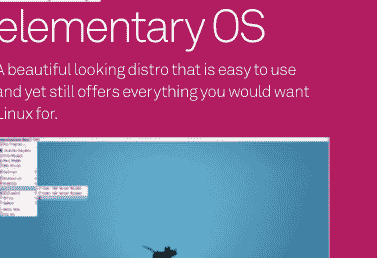 elementary OS
A beautiful looking distro that is easy to use
and yet still offers everything you would want
Linux for.